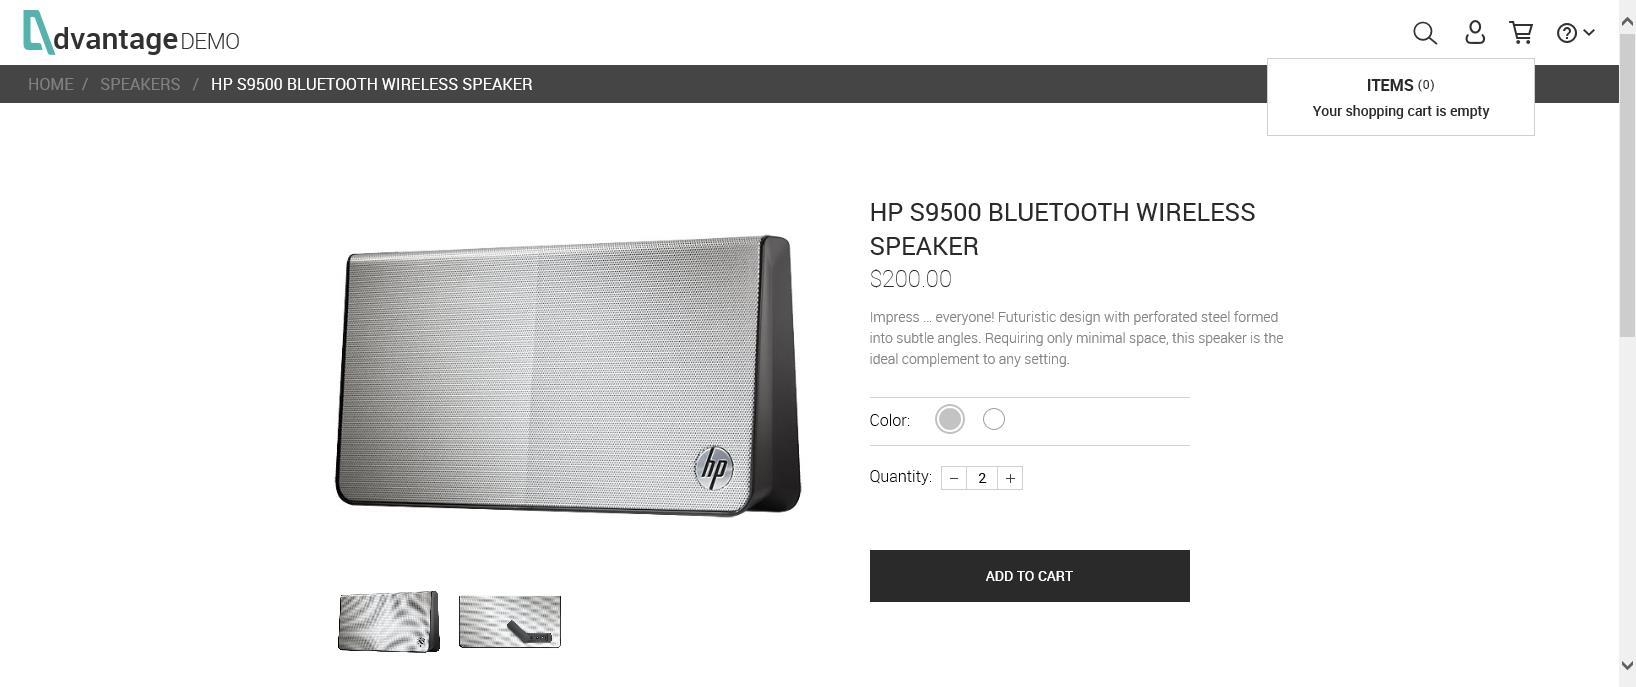 dvantage DEMO
HOME / SPEAKERS / HP S9500 BLUETOOTH WIRELESS SPEAKER
ITEMS (0)
Your shopping cart is empty
HP S9500 BLUETOOTH WIRELESS
SPEAKER
$200.00
Impress ... everyone! Futuristic design with perforated steel formed
into subtle angles. Requiring only minimal space, this speaker is the
ideal complement to any setting.
Color:
Quantity: − 2 +
ADD TO CART
hp